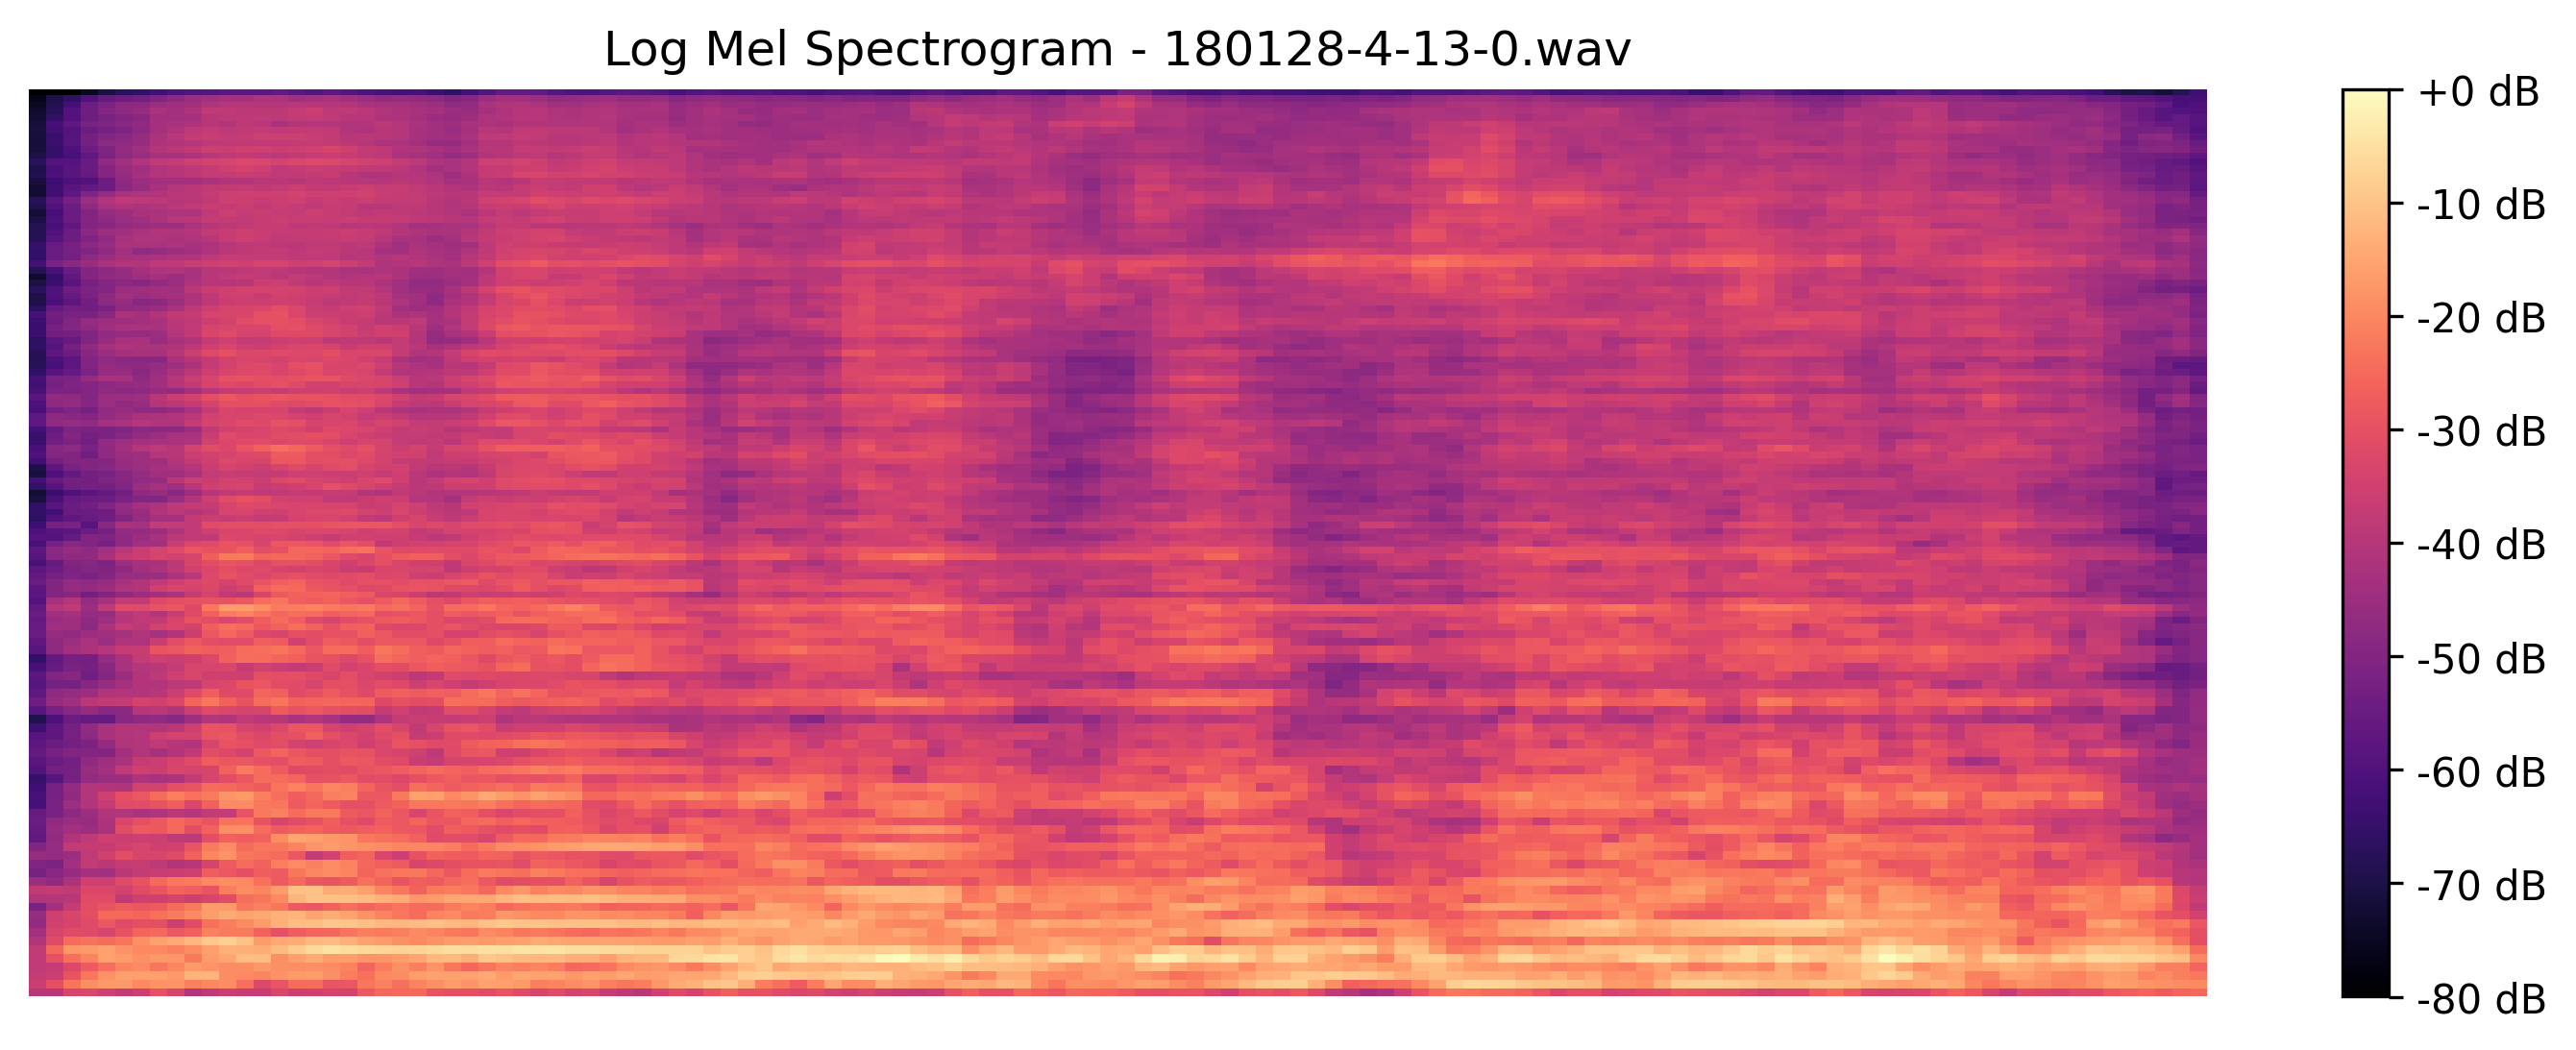 Log Mel Spectrogram - 180128-4-13-0.wav
+0 dB
-10 dB
-20 dB
-30 dB
-40 dB
-50 dB
-60 dB
-70 dB
-80 dB